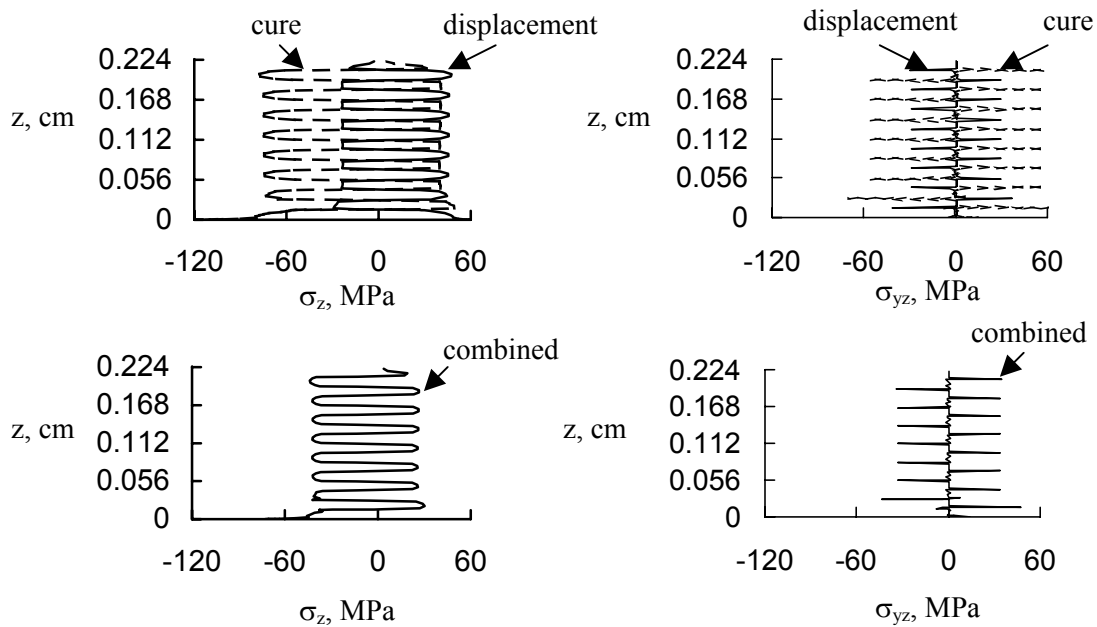 cure
displacement
0.224
0.168
z, cm
0.112
0.056
0
-120 -60 0 60
σz, MPa
displacement
cure
0.224
0.168
z, cm
0.112
0.056
0
-120 -60 0 60
σyz, MPa
combined
0.224
0.168
z, cm
0.112
0.056
0
-120 -60 0 60
σz, MPa
combined
0.224
0.168
z, cm
0.112
0.056
0
-120 -60 0 60
σyz, MPa